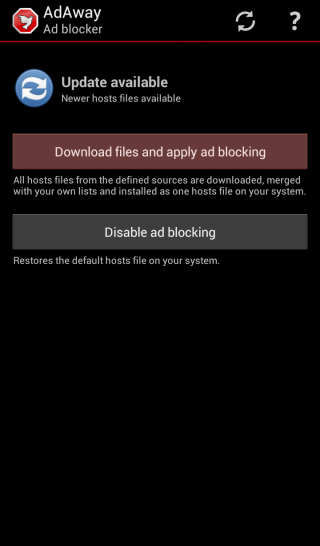 AdAway
Ad blocker
?
Update available
Newer hosts files available
Download files and apply ad blocking
All hosts files from the defined sources are downloaded, merged
with your own lists and installed as one hosts file on your system.
Disable ad blocking
Restores the default hosts file on your system.